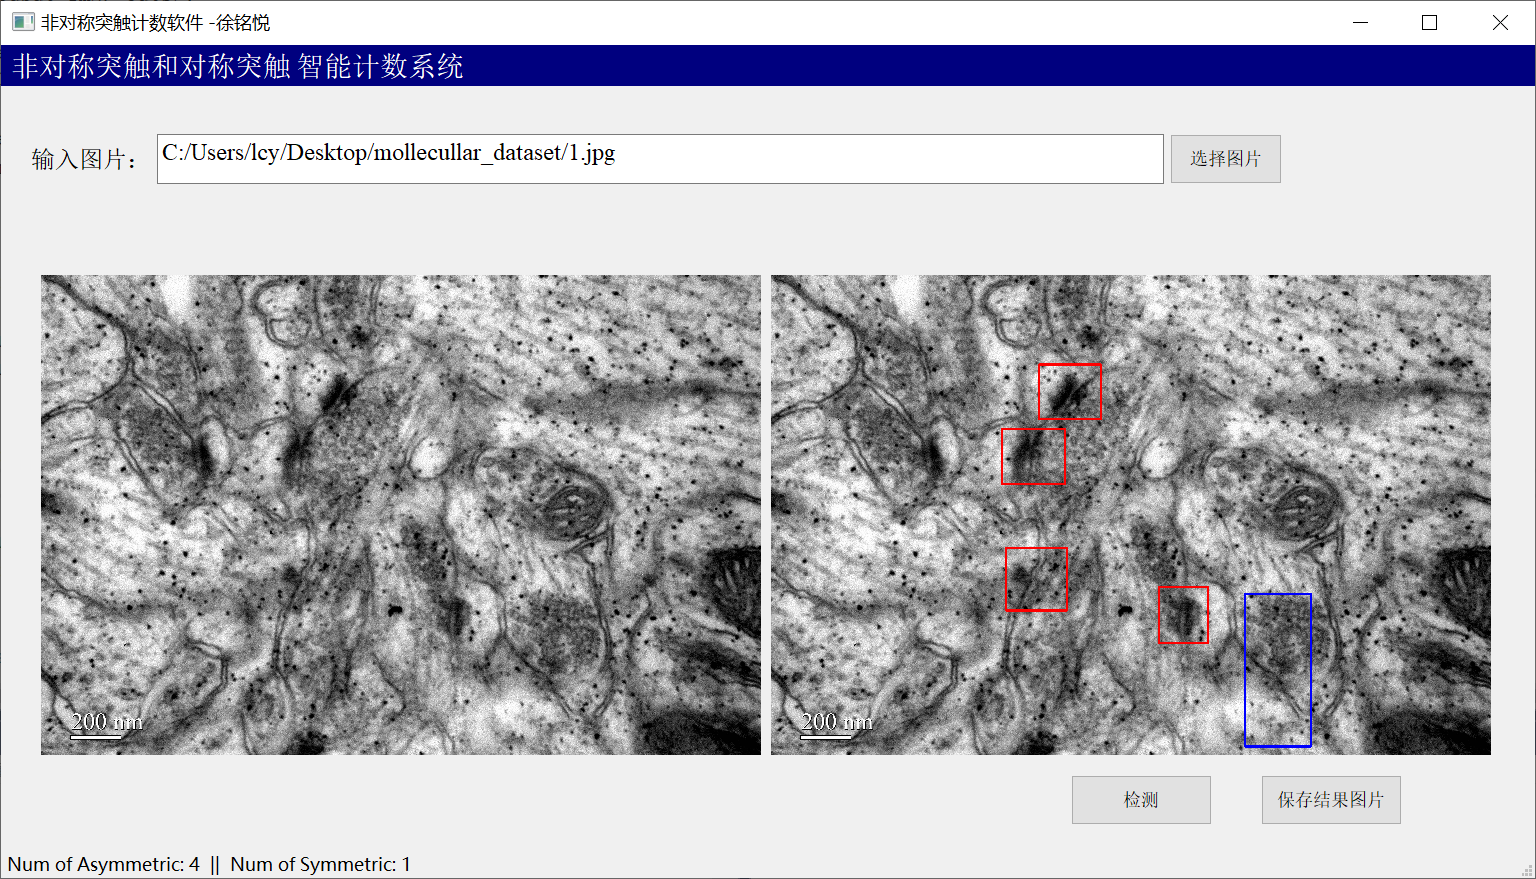 非对称突触计数软件 -徐铭悦
非对称突触和对称突触 智能计数系统
输入图片：
C:/Users/lcy/Desktop/mollecullar_dataset/1.jpg
选择图片
200 nm
200 nm
检测
保存结果图片
Num of Asymmetric: 4 || Num of Symmetric: 1